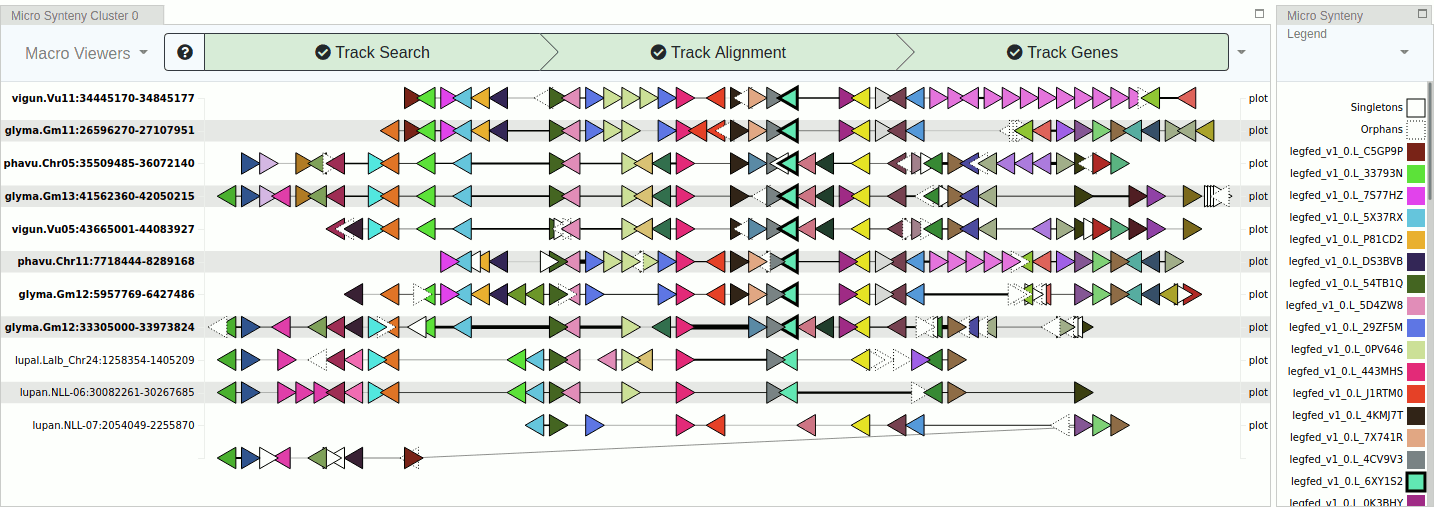 Micro Synteny Cluster 0
Macro Viewers
?
Track Search
Track Alignment
Track Genes
vigun.Vu11:34445170-34845177 plot
glyma.Gm11:26596270-27107951 plot
phavu.Chr05:35509485-36072140 plot
glyma.Gm13:41562360-42050215 plot
vigun.Vu05:43665001-44083927 plot
phavu.Chr11:7718444-8289168 plot
glyma.Gm12:5957769-6427486 plot
glyma.Gm12:33305000-33973824 plot
lupal.Lalb_Chr24:1258354-1405209 plot
lupan.NLL-06:30082261-30267685 plot
lupan.NLL-07:2054049-2255870 plot
Micro Synteny
Legend
Singletons
Orphans
legfed_v1_0.L_C5GP9P
legfed_v1_0.L_33793N
legfed_v1_0.L_7S77HZ
legfed_v1_0.L_5X37RX
legfed_v1_0.L_P81CD2
legfed_v1_0.L_DS3BVB
legfed_v1_0.L_54TB1Q
legfed_v1_0.L_5D4ZW8
legfed_v1_0.L_29ZF5M
legfed_v1_0.L_0PV646
legfed_v1_0.L_443MHS
legfed_v1_0.L_J1RTM0
legfed_v1_0.L_4KMJ7T
legfed_v1_0.L_7X741R
legfed_v1_0.L_4CV9V3
legfed_v1_0.L_6XY1S2
legfed_v1_0.L_0K3BHY